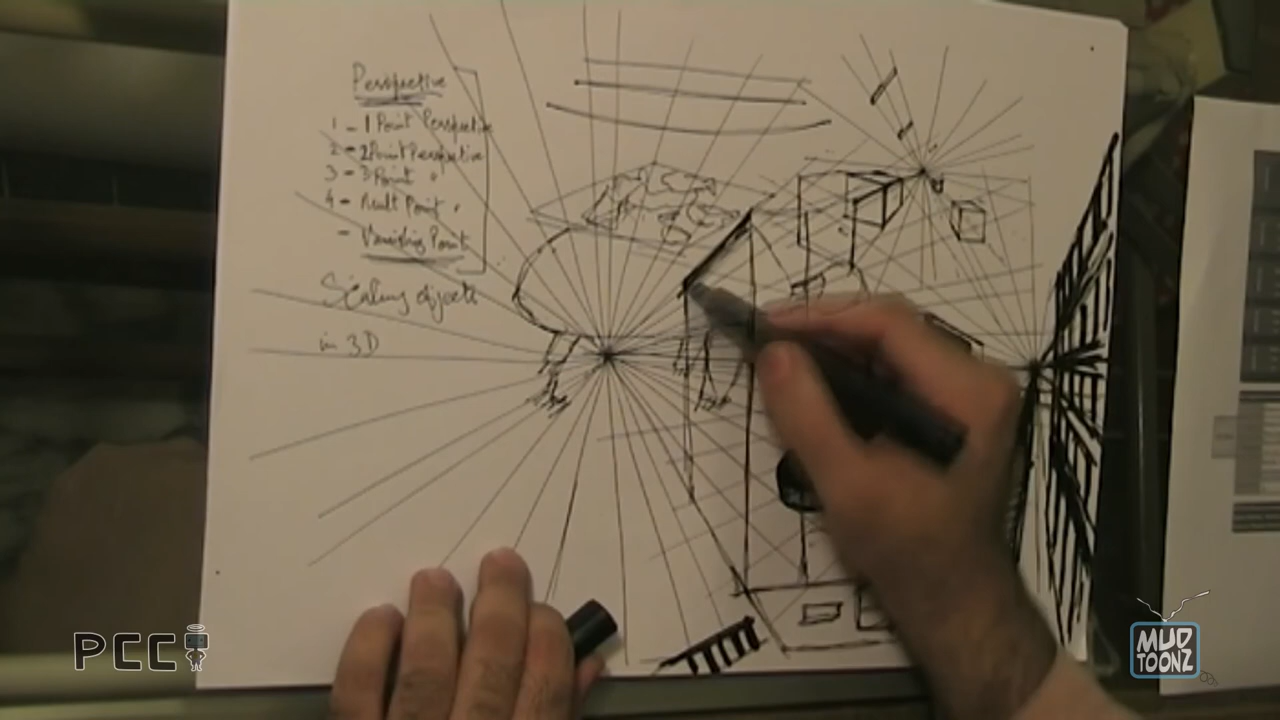 Perspective
1 - 1 Point Perspective
2 - 2 Point Perspective
3 - 3 Point "
4 - Mult Point "
- Vanishing Point
Scaling objects
in 3D
PCC
MUD
TOONZ